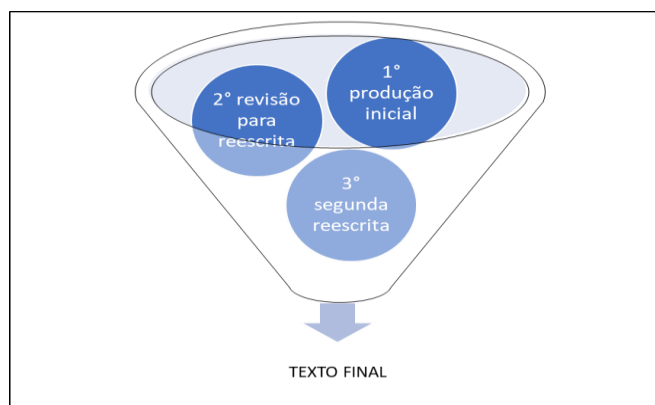 1°
produção
inicial
2° revisão
para
reescrita
3°
segunda
reescrita
TEXTO FINAL